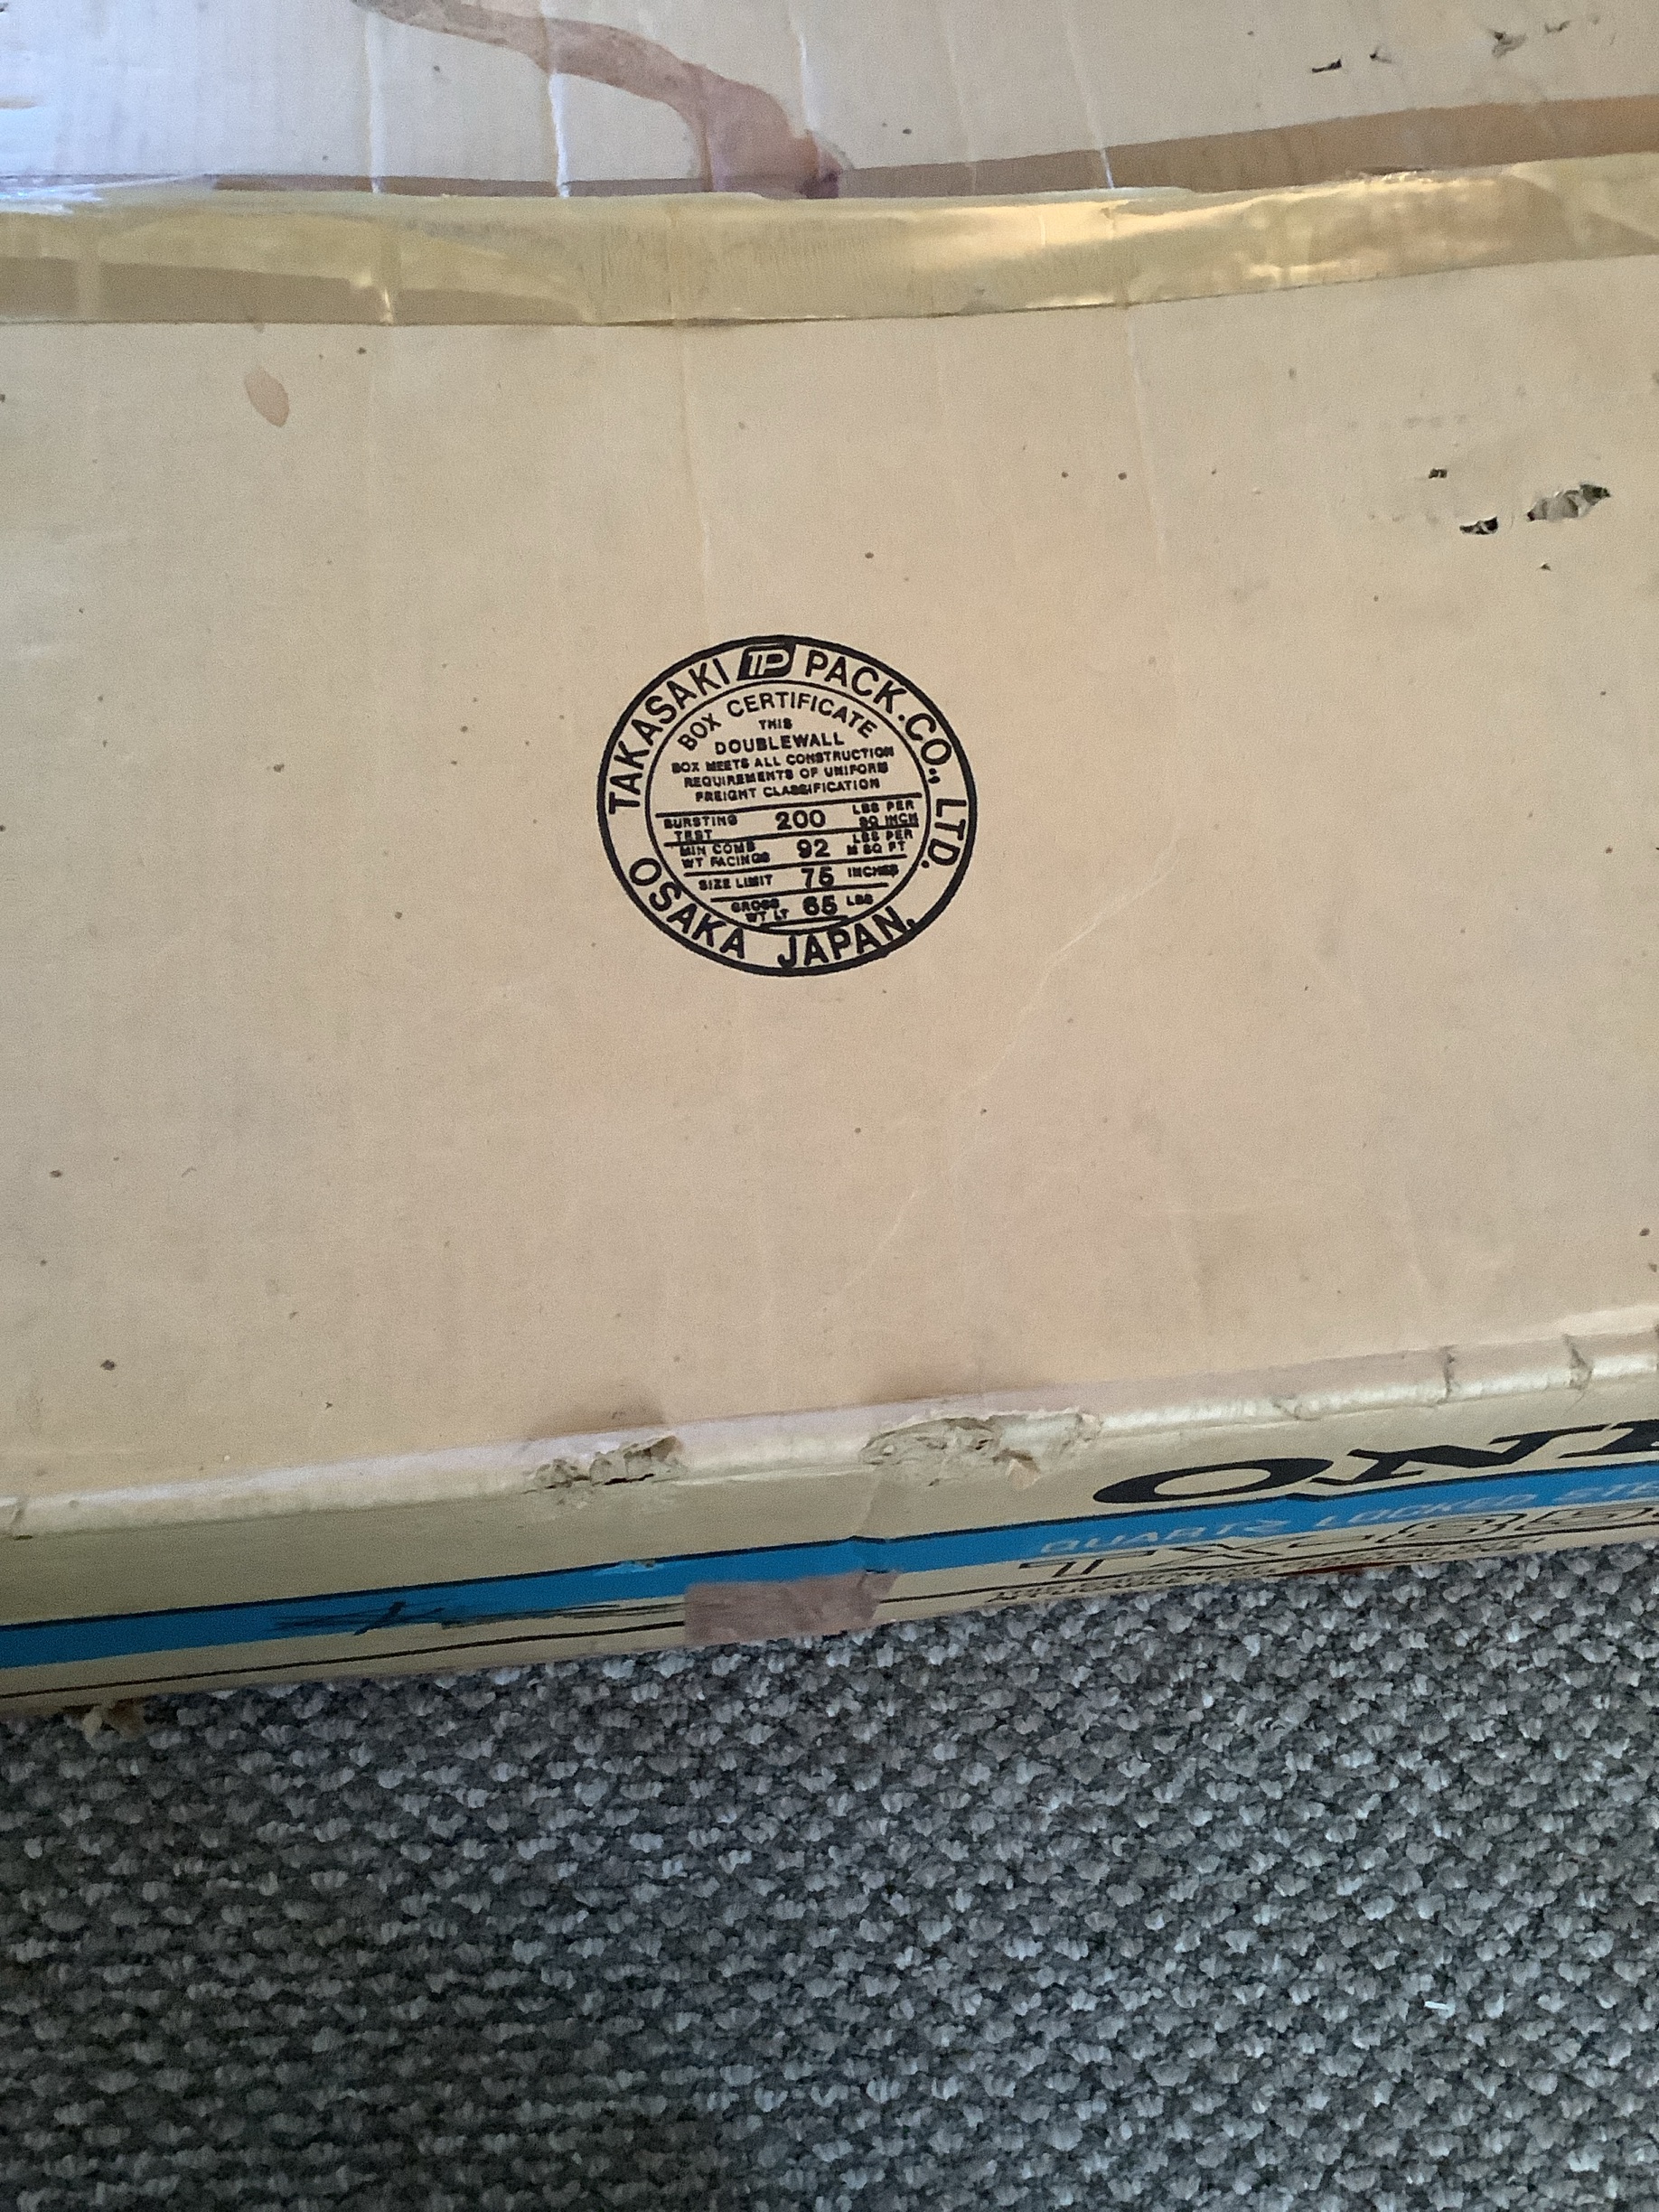 TAKASAKI TP PACK.CO., LTD.
BOX CERTIFICATE
THIS
DOUBLEWALL
BOX MEETS ALL CONSTRUCTION
REQUIREMENTS OF UNIFORM
FREIGHT CLASSIFICATION
BURSTING TEST 200 LBS PER SQ INCH
MIN COMB WT FACINGS 92 LBS PER M SQ FT
SIZE LIMIT 75 INCHES
GROSS WT LT 65 LBS
OSAKA JAPAN.
QUARTZ LOCKED